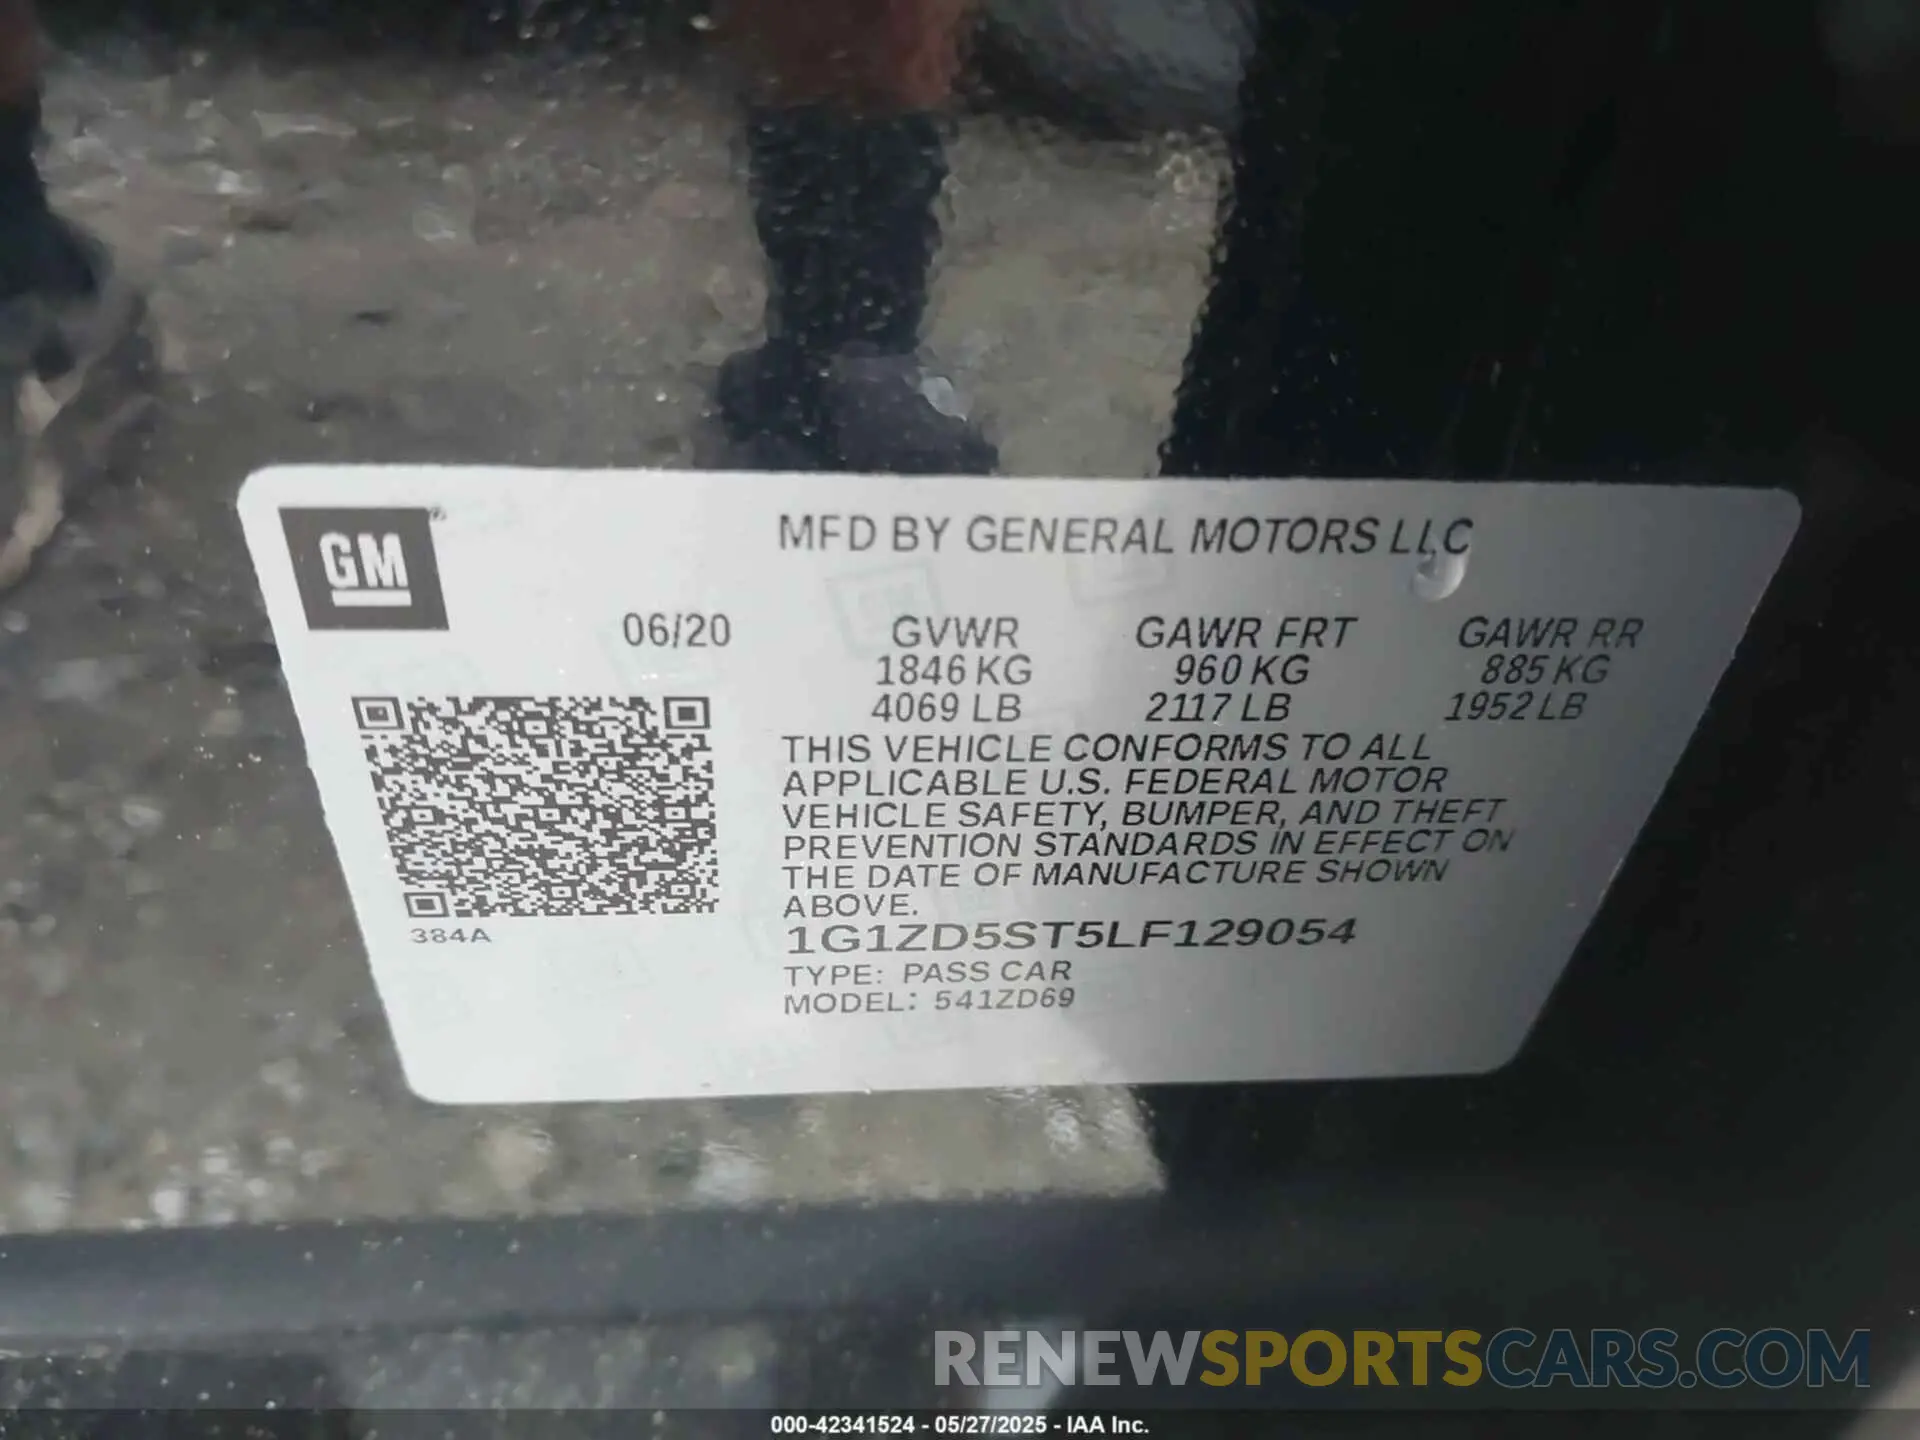 GM®
MFD BY GENERAL MOTORS LLC
06/20
GVWR GAWR FRT GAWR RR
1846 KG 960 KG 885 KG
4069 LB 2117 LB 1952 LB
THIS VEHICLE CONFORMS TO ALL
APPLICABLE U.S. FEDERAL MOTOR
VEHICLE SAFETY, BUMPER, AND THEFT
PREVENTION STANDARDS IN EFFECT ON
THE DATE OF MANUFACTURE SHOWN
ABOVE.
384A
1G1ZD5ST5LF129054
TYPE: PASS CAR
MODEL: 541ZD69
RENEWSPORTSCARS.COM
000-42341524 - 05/27/2025 - IAA Inc.